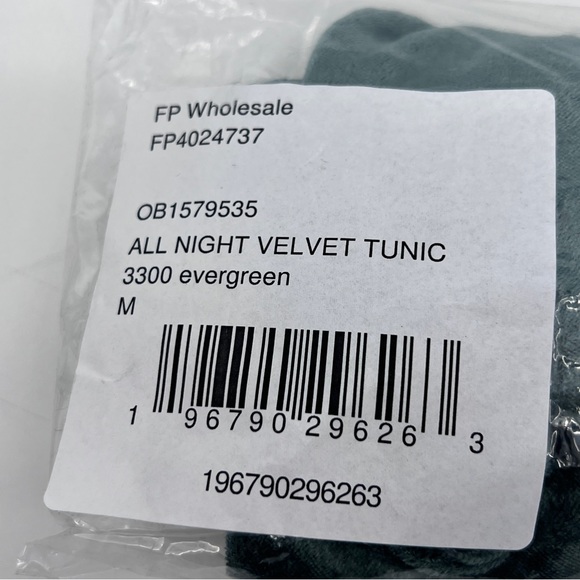 FP Wholesale
FP4024737
OB1579535
ALL NIGHT VELVET TUNIC
3300 evergreen
M
1 96790 29626 3
196790296263